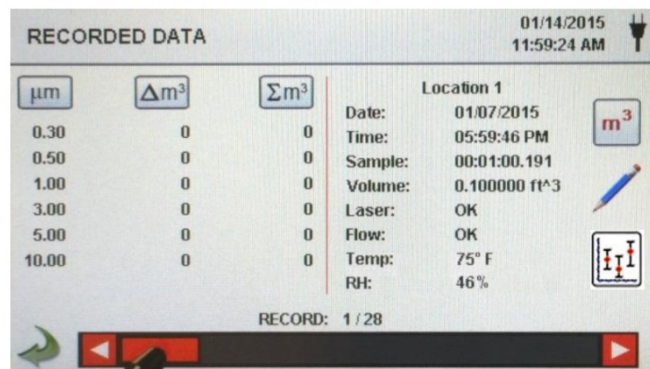 RECORDED DATA
01/14/2015
11:59:24 AM
µm Δm³ Σm³
0.30 0 0
0.50 0 0
1.00 0 0
3.00 0 0
5.00 0 0
10.00 0 0
Location 1
Date: 01/07/2015
Time: 05:59:46 PM
Sample: 00:01:00.191
Volume: 0.100000 ft^3
Laser: OK
Flow: OK
Temp: 75° F
RH: 46%
m³
RECORD: 1 / 28